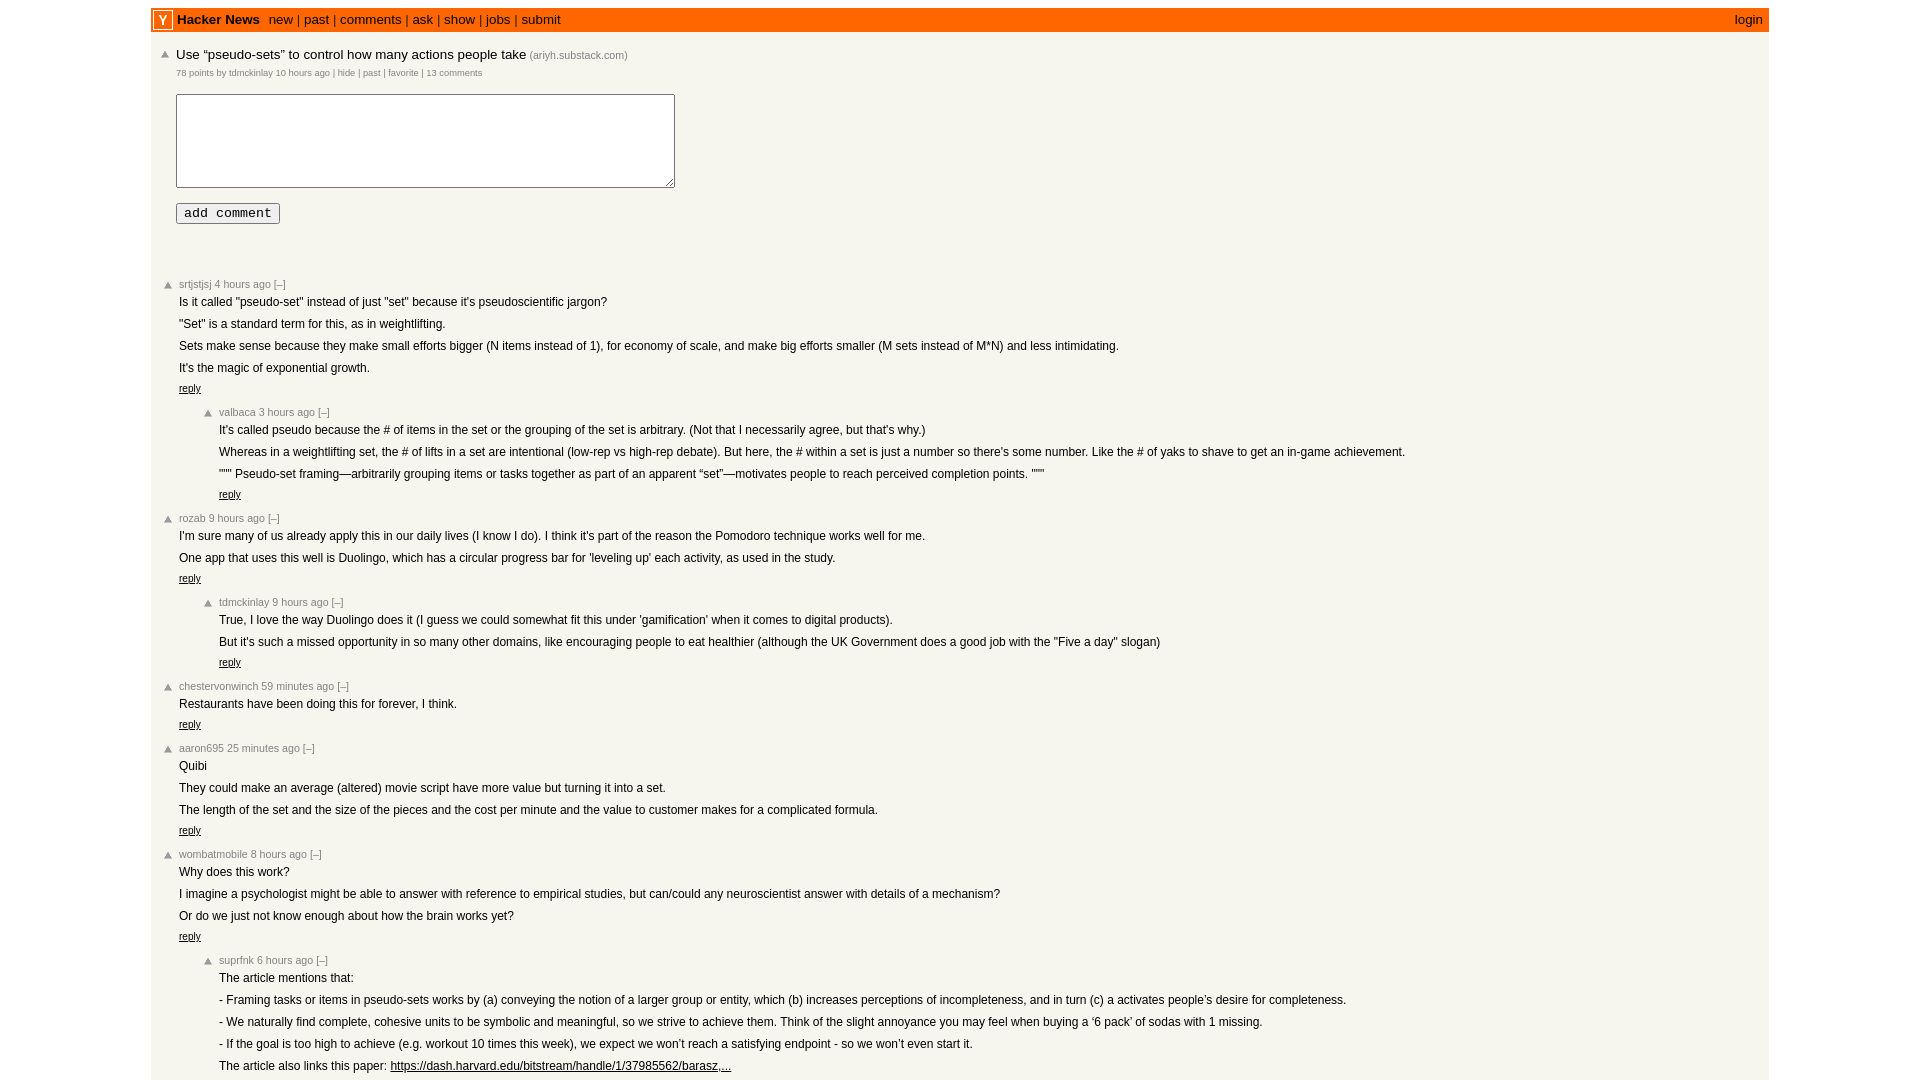 Y Hacker News new | past | comments | ask | show | jobs | submit login
Use “pseudo-sets” to control how many actions people take (ariyh.substack.com)
78 points by tdmckinlay 10 hours ago | hide | past | favorite | 13 comments
add comment
srtjstjsj 4 hours ago [–]
Is it called "pseudo-set" instead of just "set" because it's pseudoscientific jargon?
"Set" is a standard term for this, as in weightlifting.
Sets make sense because they make small efforts bigger (N items instead of 1), for economy of scale, and make big efforts smaller (M sets instead of M*N) and less intimidating.
It's the magic of exponential growth.
reply
valbaca 3 hours ago [–]
It's called pseudo because the # of items in the set or the grouping of the set is arbitrary. (Not that I necessarily agree, but that's why.)
Whereas in a weightlifting set, the # of lifts in a set are intentional (low-rep vs high-rep debate). But here, the # within a set is just a number so there's some number. Like the # of yaks to shave to get an in-game achievement.
""" Pseudo-set framing—arbitrarily grouping items or tasks together as part of an apparent “set”—motivates people to reach perceived completion points. """
reply
rozab 9 hours ago [–]
I'm sure many of us already apply this in our daily lives (I know I do). I think it's part of the reason the Pomodoro technique works well for me.
One app that uses this well is Duolingo, which has a circular progress bar for 'leveling up' each activity, as used in the study.
reply
tdmckinlay 9 hours ago [–]
True, I love the way Duolingo does it (I guess we could somewhat fit this under 'gamification' when it comes to digital products).
But it's such a missed opportunity in so many other domains, like encouraging people to eat healthier (although the UK Government does a good job with the "Five a day" slogan)
reply
chestervonwinch 59 minutes ago [–]
Restaurants have been doing this for forever, I think.
reply
aaron695 25 minutes ago [–]
Quibi
They could make an average (altered) movie script have more value but turning it into a set.
The length of the set and the size of the pieces and the cost per minute and the value to customer makes for a complicated formula.
reply
wombatmobile 8 hours ago [–]
Why does this work?
I imagine a psychologist might be able to answer with reference to empirical studies, but can/could any neuroscientist answer with details of a mechanism?
Or do we just not know enough about how the brain works yet?
reply
suprfnk 6 hours ago [–]
The article mentions that:
- Framing tasks or items in pseudo-sets works by (a) conveying the notion of a larger group or entity, which (b) increases perceptions of incompleteness, and in turn (c) a activates people’s desire for completeness.
- We naturally find complete, cohesive units to be symbolic and meaningful, so we strive to achieve them. Think of the slight annoyance you may feel when buying a ‘6 pack’ of sodas with 1 missing.
- If the goal is too high to achieve (e.g. workout 10 times this week), we expect we won’t reach a satisfying endpoint - so we won’t even start it.
The article also links this paper: https://dash.harvard.edu/bitstream/handle/1/37985562/barasz,...